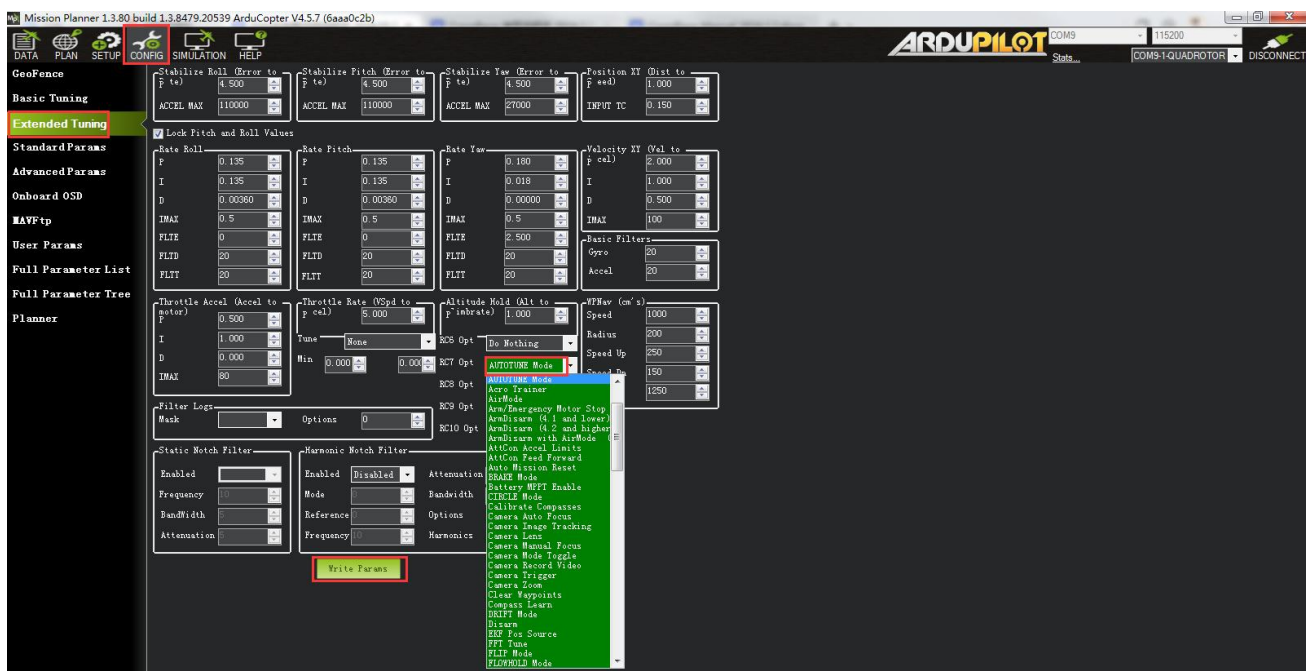 Mission Planner 1.3.80 build 1.3.8479.20539 ArduCopter V4.5.7 (6aaa0c2b)
DATA PLAN SETUP CONFIG SIMULATION HELP
ARDUPILOT
COM9 115200
Stats... COM9-1-QUADROTOR DISCONNECT
GeoFence
Basic Tuning
Extended Tuning
Standard Params
Advanced Params
Onboard OSD
MAVFtp
User Params
Full Parameter List
Full Parameter Tree
Planner
Stabilize Roll (Error to
te) 4.500
ACCEL MAX 110000
Stabilize Pitch (Error to
te) 4.500
ACCEL MAX 110000
Stabilize Yaw (Error to
te) 4.500
ACCEL MAX 27000
Position XY (Dist to
eed) 1.000
INPUT TC 0.150
Lock Pitch and Roll Values
Rate Roll
P 0.135
I 0.135
D 0.00360
IMAX 0.5
FLTE 0
FLTD 20
FLTT 20
Rate Pitch
P 0.135
I 0.135
D 0.00360
IMAX 0.5
FLTE 0
FLTD 20
FLTT 20
Rate Yaw
P 0.180
I 0.018
D 0.00000
IMAX 0.5
FLTE 2.500
FLTD 20
FLTT 20
Velocity XY (Vel to
cel) 2.000
I 1.000
D 0.500
IMAX 100
Basic Filters
Gyro 20
Accel 20
Throttle Accel (Accel to
motor)
P 0.500
I 1.000
D 0.000
IMAX 80
Throttle Rate (VSpd to
cel) 5.000
Tune None
Min 0.000 0.00
Altitude Hold (Alt to
1.000
RC6 Opt Do Nothing
RC7 Opt AUTOTUNE Mode
RC8 Opt
RC9 Opt
RC10 Opt
WPNav (cm's)
Speed 1000
Radius 200
Speed Up 250
Speed Dn 150
1250
AUTOTUNE Mode
Acro Trainer
AirMode
Arm/Emergency Motor Stop
ArmDisarm (4.1 and lower)
ArmDisarm (4.2 and higher
ArmDisarm with AirMode (
AttCon Accel Limits
AttCon Feed Forward
Auto Mission Reset
BRAKE Mode
Battery MPPT Enable
CIRCLE Mode
Calibrate Compasses
Camera Auto Focus
Camera Image Tracking
Camera Lens
Camera Manual Focus
Camera Mode Toggle
Camera Record Video
Camera Trigger
Camera Zoom
Clear Waypoints
Compass Learn
DRIFT Mode
Disarm
EKF Pos Source
FFT Tune
FLIP Mode
FLOWHOLD Mode
Filter Logs
Mask Options 0
Static Notch Filter
Enabled
Frequency 10
BandWidth 5
Attenuation 5
Harmonic Notch Filter
Enabled Disabled Attenuation
Mode 0 Bandwidth
Reference 0 Options
Frequency 10 Harmonics
Write Params